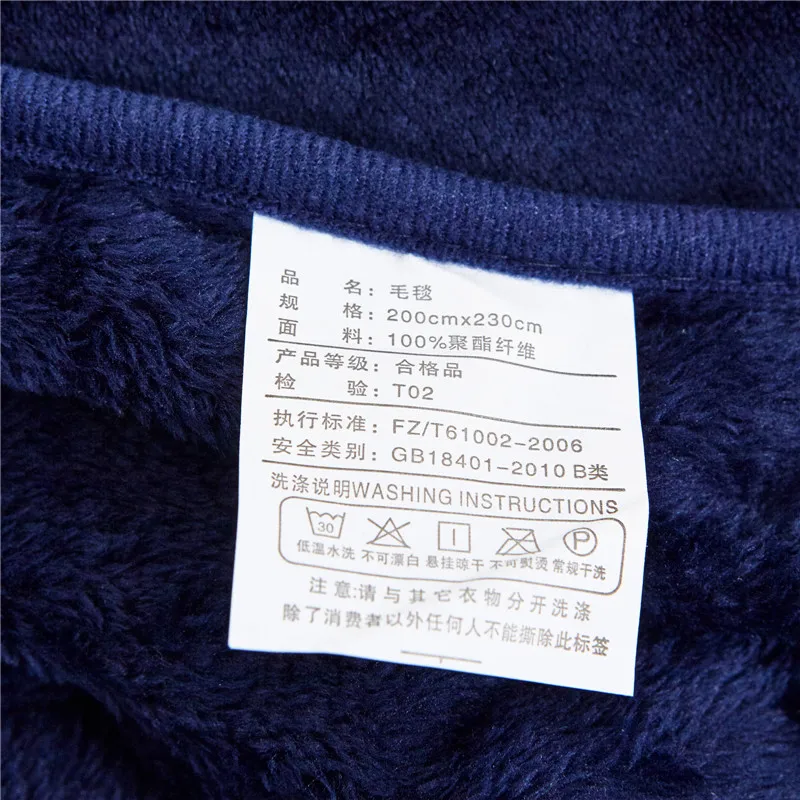 品 名：毛毯
规 格：200cmx230cm
面 料：100%聚酯纤维
产品等级：合格品
检 验：T02
执行标准：FZ/T61002-2006
安全类别：GB18401-2010 B类
洗涤说明WASHING INSTRUCTIONS
30 P
低温水洗 不可漂白 悬挂晾干 不可熨烫 常规干洗
注意:请与其它衣物分开洗涤
除了消费者以外任何人不能撕除此标签